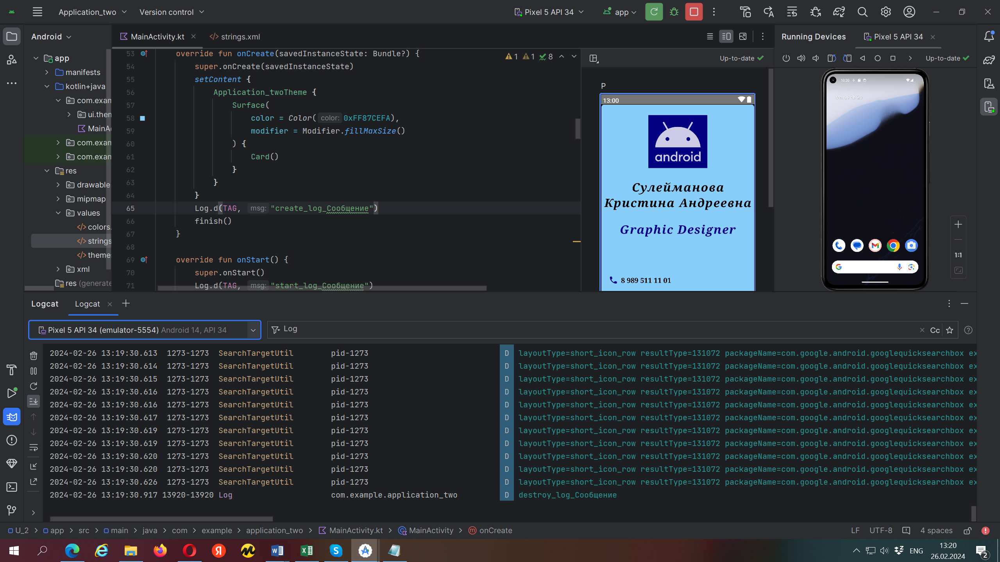 Application_two
Version control
Pixel 5 API 34
app
Android
MainActivity.kt
strings.xml
Running Devices
Pixel 5 API 34
app
manifests
kotlin+java
com.exam
ui.then
MainAc
com.exan
com.exan
res
drawable
mipmap
values
colors.
strings
themes
xml
res (generate
53 override fun onCreate(savedInstanceState: Bundle?) {
54 super.onCreate(savedInstanceState)
55 setContent {
56 Application_twoTheme {
57 Surface(
58 color = Color( color: 0xFF87CEFA),
59 modifier = Modifier.fillMaxSize()
60 ) {
61 Card()
62 }
63 }
64 }
65 Log.d(TAG, msg: "create_log_Сообщение")
66 finish()
67 }
68
69 override fun onStart() {
70 super.onStart()
71 Log.d(TAG, msg: "start_log_Сообщение")
1 1 8
Up-to-date
P
13:00
android
Сулейманова
Кристина Андреевна
Graphic Designer
8 989 511 11 01
Up-to-date
10:20
Mon, Feb 26
1:1
Logcat
Logcat
Pixel 5 API 34 (emulator-5554) Android 14, API 34
Log
Cc
2024-02-26 13:19:30.613 1273-1273 SearchTargetUtil pid-1273 D layoutType=short_icon_row resultType=131072 packageName=com.google.android.googlequicksearchbox ex
2024-02-26 13:19:30.614 1273-1273 SearchTargetUtil pid-1273 D layoutType=short_icon_row resultType=131072 packageName=com.google.android.googlequicksearchbox ex
2024-02-26 13:19:30.615 1273-1273 SearchTargetUtil pid-1273 D layoutType=short_icon_row resultType=131072 packageName=com.google.android.googlequicksearchbox ex
2024-02-26 13:19:30.616 1273-1273 SearchTargetUtil pid-1273 D layoutType=short_icon_row resultType=131072 packageName=com.google.android.googlequicksearchbox ex
2024-02-26 13:19:30.616 1273-1273 SearchTargetUtil pid-1273 D layoutType=short_icon_row resultType=131072 packageName=com.google.android.googlequicksearchbox ex
2024-02-26 13:19:30.617 1273-1273 SearchTargetUtil pid-1273 D layoutType=short_icon_row resultType=131072 packageName=com.google.android.googlequicksearchbox ex
2024-02-26 13:19:30.619 1273-1273 SearchTargetUtil pid-1273 D layoutType=short_icon_row resultType=131072 packageName=com.google.android.googlequicksearchbox ex
2024-02-26 13:19:30.619 1273-1273 SearchTargetUtil pid-1273 D layoutType=short_icon_row resultType=131072 packageName=com.google.android.googlequicksearchbox ex
2024-02-26 13:19:30.620 1273-1273 SearchTargetUtil pid-1273 D layoutType=short_icon_row resultType=131072 packageName=com.google.android.googlequicksearchbox ex
2024-02-26 13:19:30.620 1273-1273 SearchTargetUtil pid-1273 D layoutType=short_icon_row resultType=131072 packageName=com.google.android.googlequicksearchbox ex
2024-02-26 13:19:30.626 1273-1273 SearchTargetUtil pid-1273 D layoutType=short_icon_row resultType=131072 packageName=com.google.android.googlequicksearchbox ex
2024-02-26 13:19:30.917 13920-13920 Log com.example.application_two D destroy_log_Сообщение
U_2 > app > src > main > java > com > example > application_two > MainActivity.kt > MainActivity > onCreate
LF UTF-8 4 spaces
ENG
13:20
26.02.2024
2